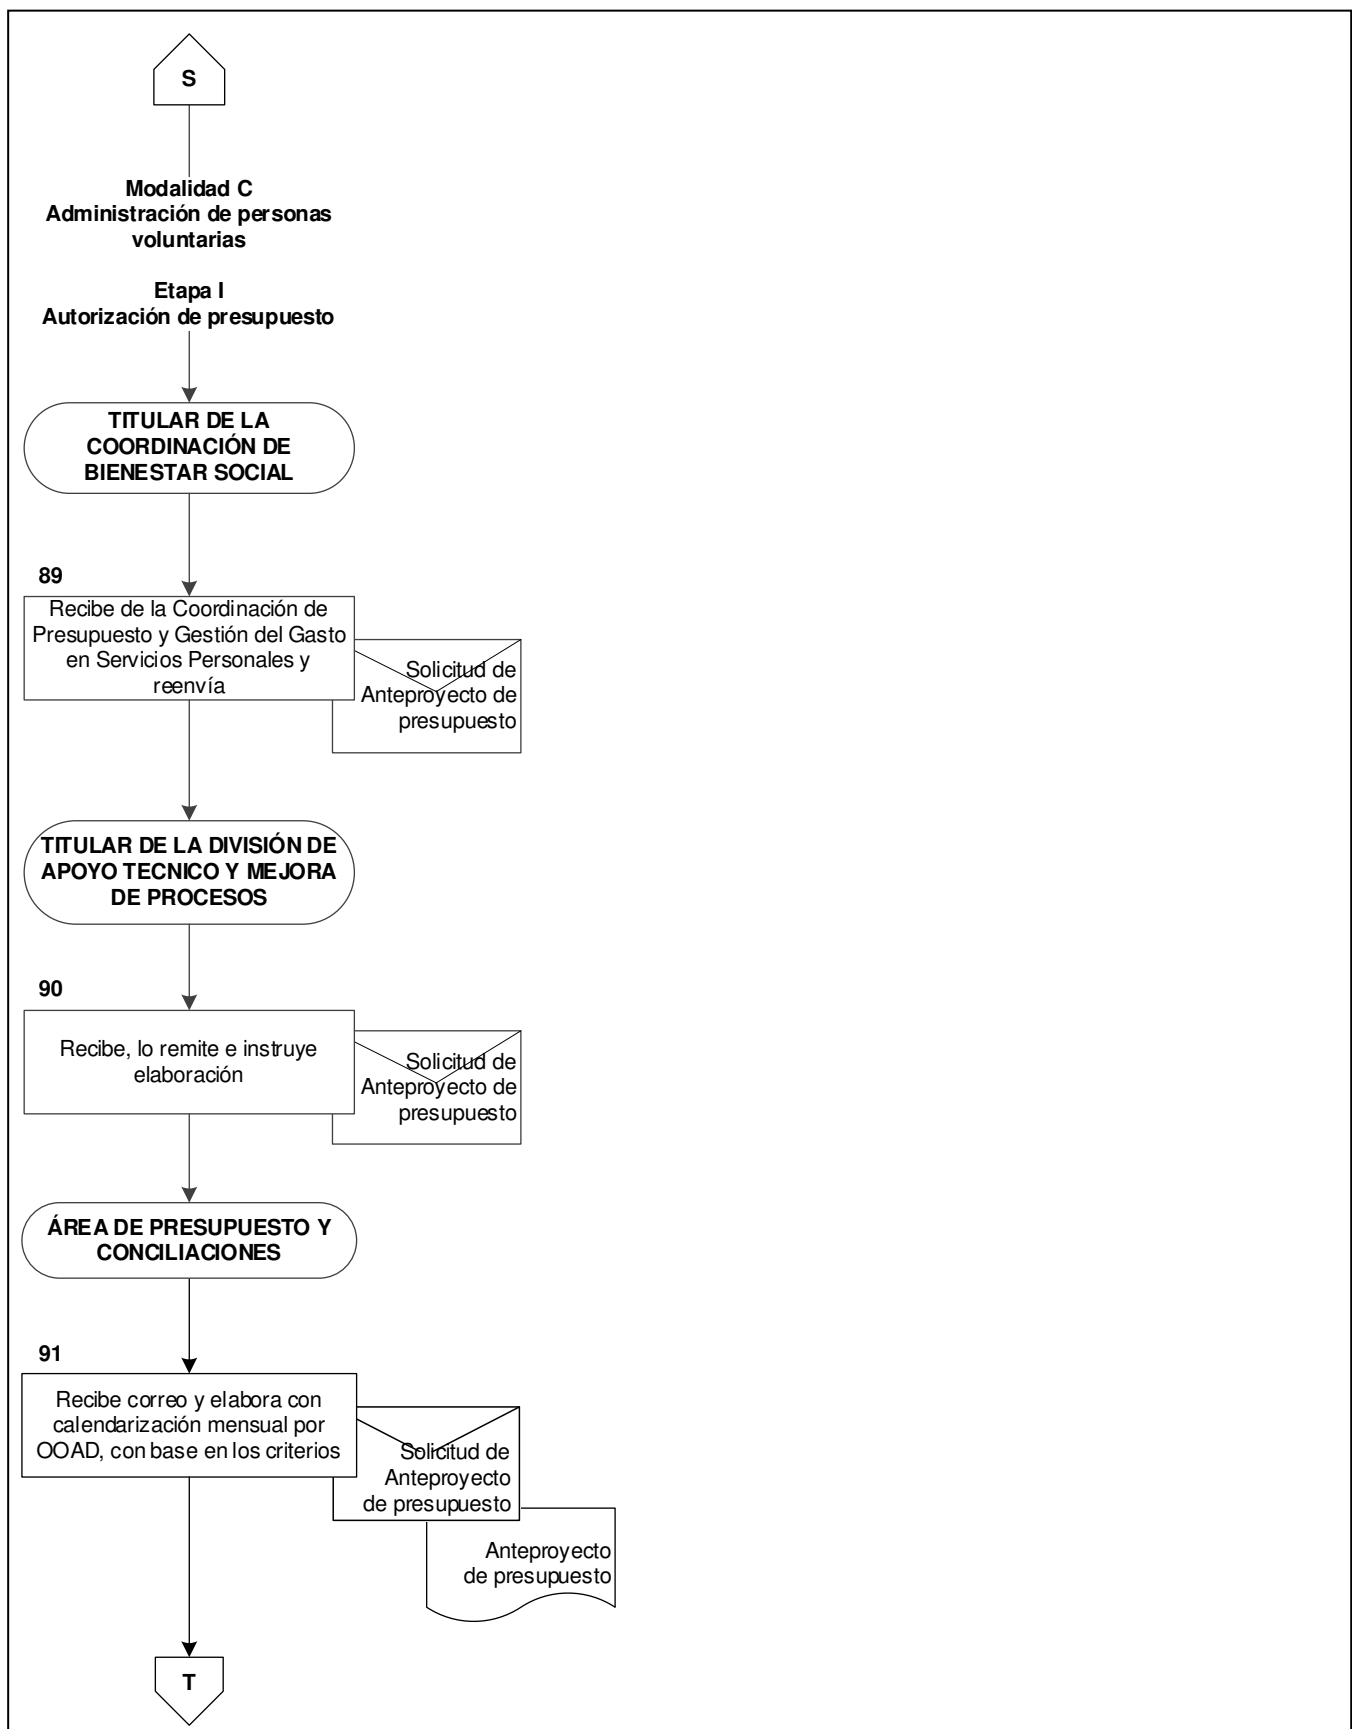 S
Modalidad C
Administración de personas
voluntarias
Etapa I
Autorización de presupuesto
TITULAR DE LA
COORDINACIÓN DE
BIENESTAR SOCIAL
89
Recibe de la Coordinación de
Presupuesto y Gestión del Gasto
en Servicios Personales y
reenvía
Solicitud de
Anteproyecto de
presupuesto
TITULAR DE LA DIVISIÓN DE
APOYO TECNICO Y MEJORA
DE PROCESOS
90
Recibe, lo remite e instruye
elaboración
Solicitud de
Anteproyecto de
presupuesto
ÁREA DE PRESUPUESTO Y
CONCILIACIONES
91
Recibe correo y elabora con
calendarización mensual por
OOAD, con base en los criterios
Solicitud de
Anteproyecto
de presupuesto
Anteproyecto
de presupuesto
T